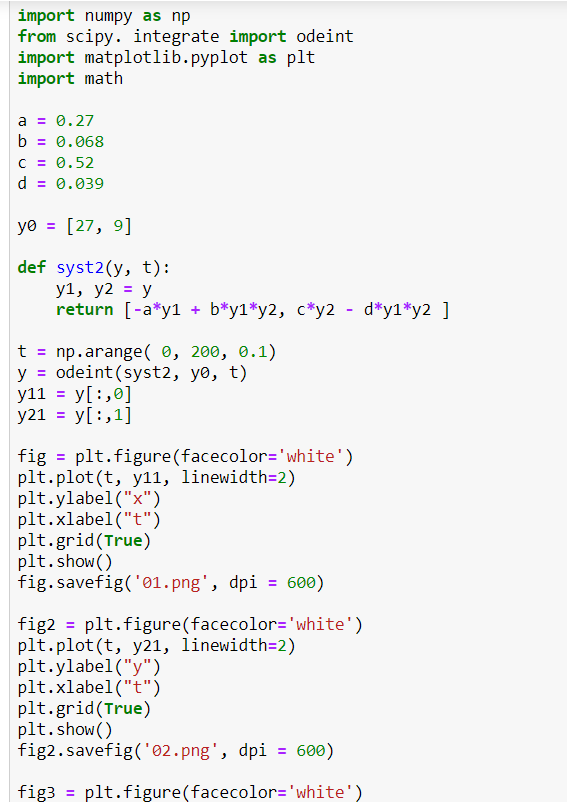 import numpy as np
from scipy. integrate import odeint
import matplotlib.pyplot as plt
import math
a = 0.27
b = 0.068
c = 0.52
d = 0.039
y0 = [27, 9]
def syst2(y, t):
    y1, y2 = y
    return [-a*y1 + b*y1*y2, c*y2 - d*y1*y2 ]
t = np.arange( 0, 200, 0.1)
y = odeint(syst2, y0, t)
y11 = y[:,0]
y21 = y[:,1]
fig = plt.figure(facecolor='white')
plt.plot(t, y11, linewidth=2)
plt.ylabel("x")
plt.xlabel("t")
plt.grid(True)
plt.show()
fig.savefig('01.png', dpi = 600)
fig2 = plt.figure(facecolor='white')
plt.plot(t, y21, linewidth=2)
plt.ylabel("y")
plt.xlabel("t")
plt.grid(True)
plt.show()
fig2.savefig('02.png', dpi = 600)
fig3 = plt.figure(facecolor='white')